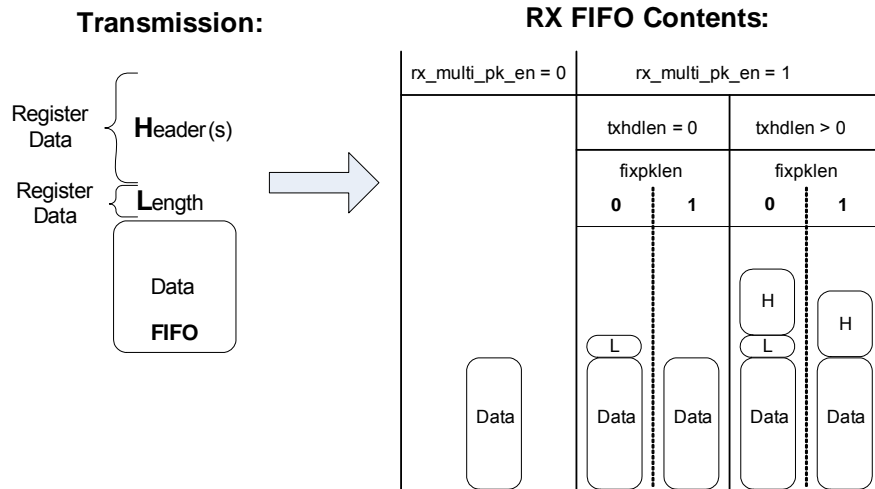 Transmission:
RX FIFO Contents:
Register
Data
Header(s)
Register
Data
Length
Data
FIFO
rx_multi_pk_en = 0
rx_multi_pk_en = 1
txhdlen = 0
txhdlen > 0
fixpklen
fixpklen
0
1
0
1
H
H
L
L
Data
Data
Data
Data
Data